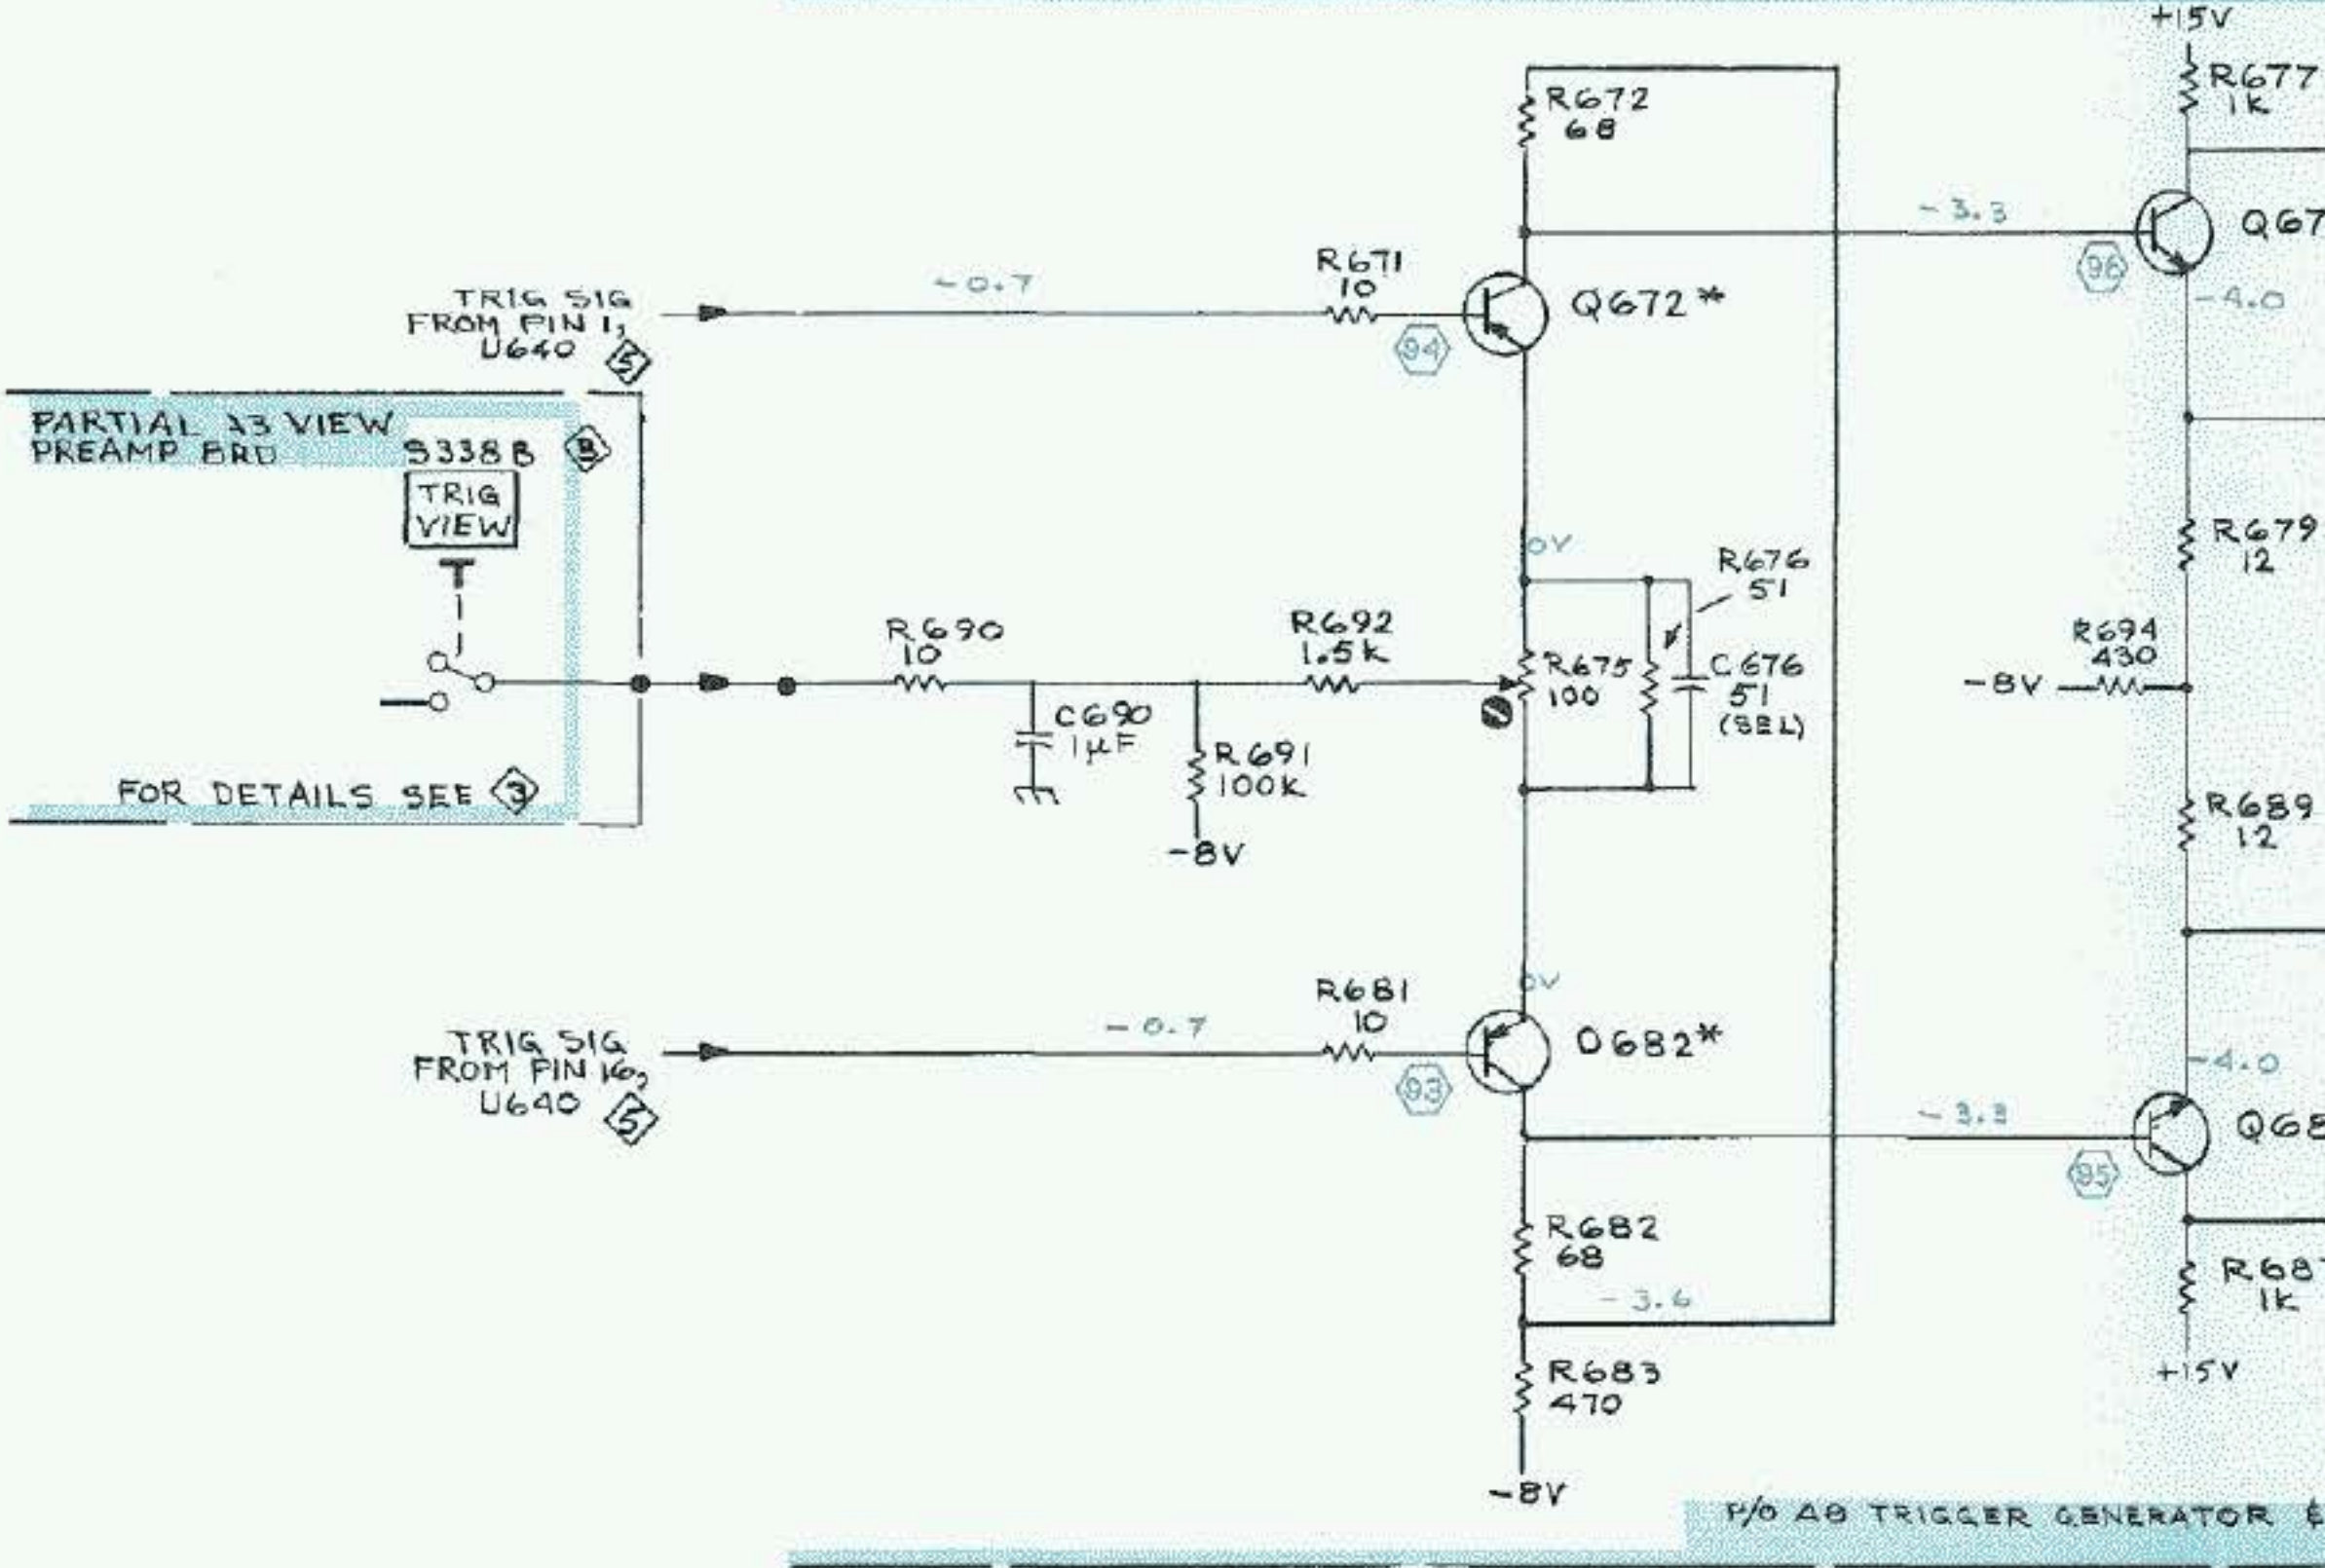 +15V
R677
1K
R672
68
-3.3
Q67
96
-4.0
R671
10
-0.7
TRIG SIG
FROM PIN 1,
U640
5
94
Q672*
PARTIAL A3 VIEW
PREAMP BRD
S338B
3
TRIG
VIEW
0V
R676
51
R679
12
R690
10
R692
1.5K
R675
100
C676
51
(SEL)
R694
430
-8V
C690
1µF
R691
100K
-8V
FOR DETAILS SEE 3
R689
12
0V
R681
10
-0.7
TRIG SIG
FROM PIN 16,
U640
5
93
Q682*
-4.0
-3.3
Q68
95
R682
68
-3.6
R68
1K
R683
470
+15V
-8V
P/O A8 TRIGGER GENERATOR &